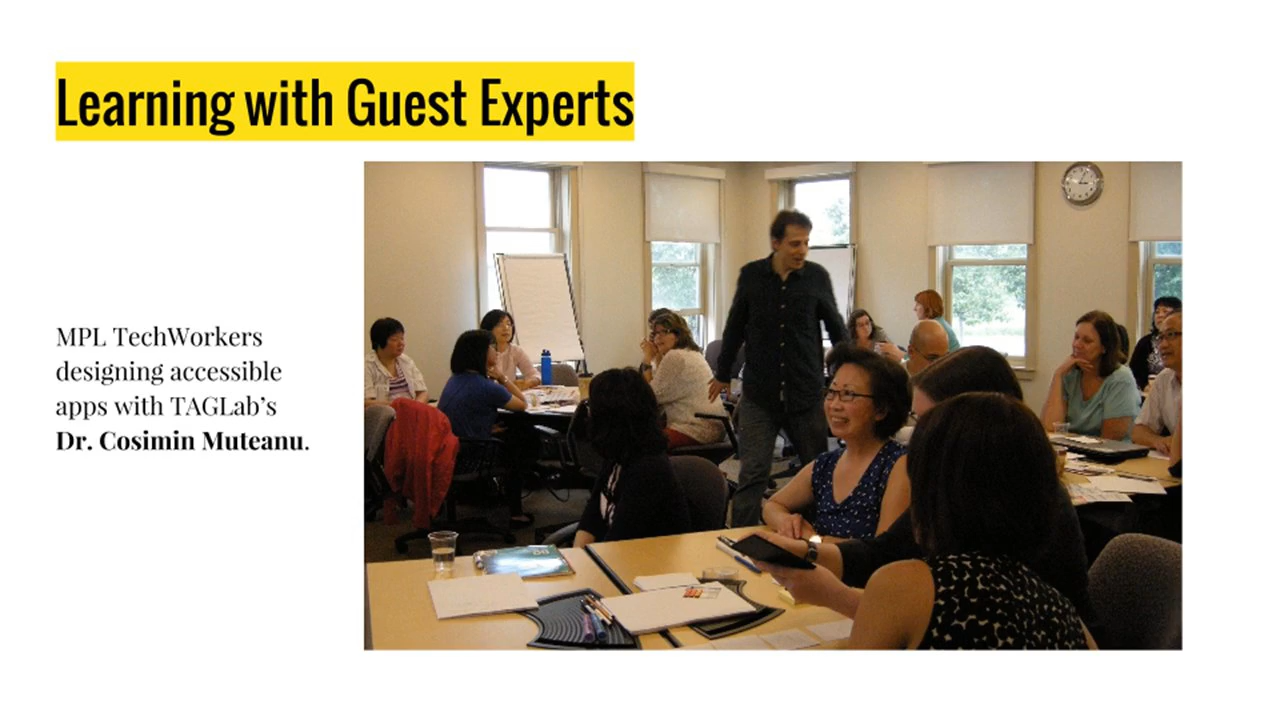 Learning with Guest Experts
MPL TechWorkers
designing accessible
apps with TAGLab’s
Dr. Cosimin Muteanu.